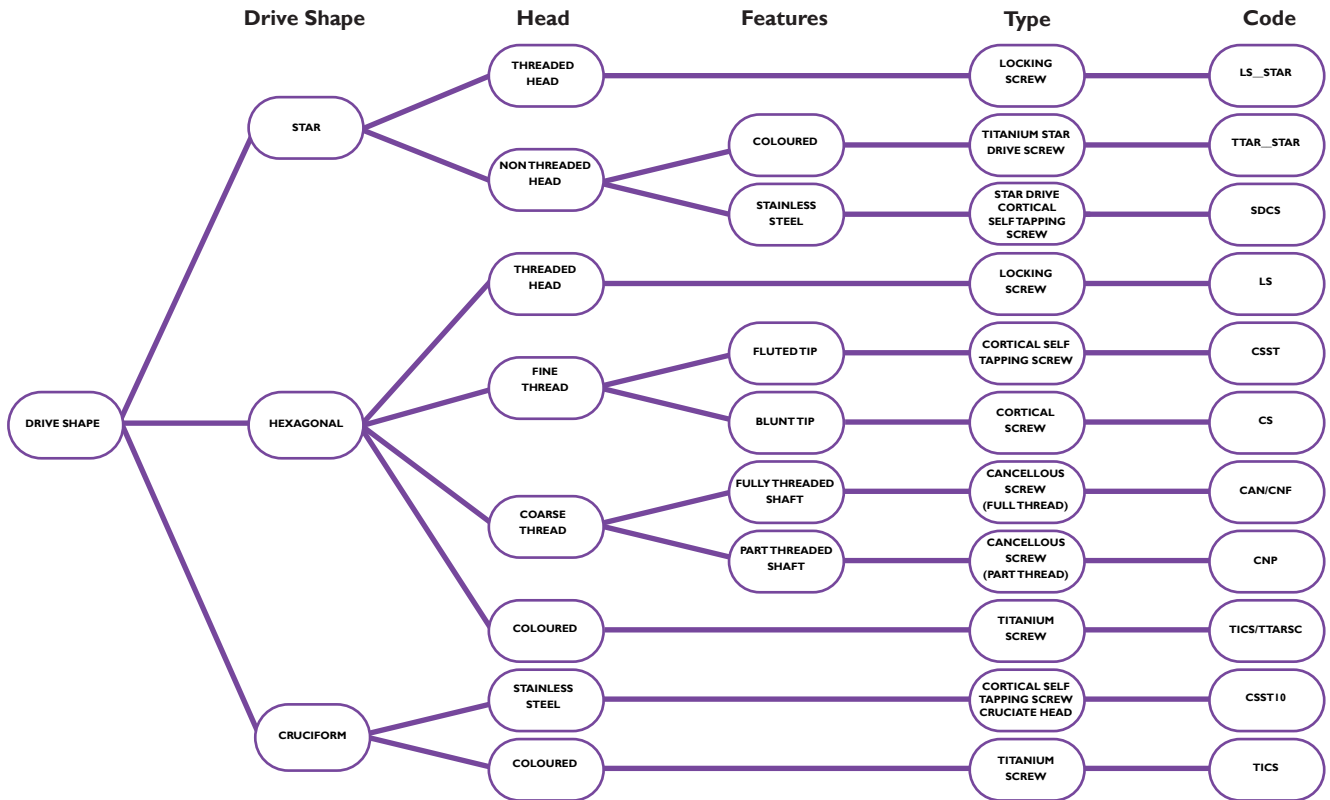 Drive Shape Head Features Type Code
THREADED
HEAD
LOCKING
SCREW
LS__STAR
STAR
NON THREADED
HEAD
COLOURED
TITANIUM STAR
DRIVE SCREW
TTAR__STAR
STAINLESS
STEEL
STAR DRIVE
CORTICAL
SELF TAPPING
SCREW
SDCS
THREADED
HEAD
LOCKING
SCREW
LS
DRIVE SHAPE
HEXAGONAL
FINE
THREAD
FLUTED TIP
CORTICAL SELF
TAPPING SCREW
CSST
BLUNT TIP
CORTICAL
SCREW
CS
COARSE
THREAD
FULLY THREADED
SHAFT
CANCELLOUS
SCREW
(FULL THREAD)
CAN/CNF
PART THREADED
SHAFT
CANCELLOUS
SCREW
(PART THREAD)
CNP
COLOURED
TITANIUM
SCREW
TICS/TTARSC
CRUCIFORM
STAINLESS
STEEL
CORTICAL SELF
TAPPING SCREW
CRUCIATE HEAD
CSST10
COLOURED
TITANIUM
SCREW
TICS